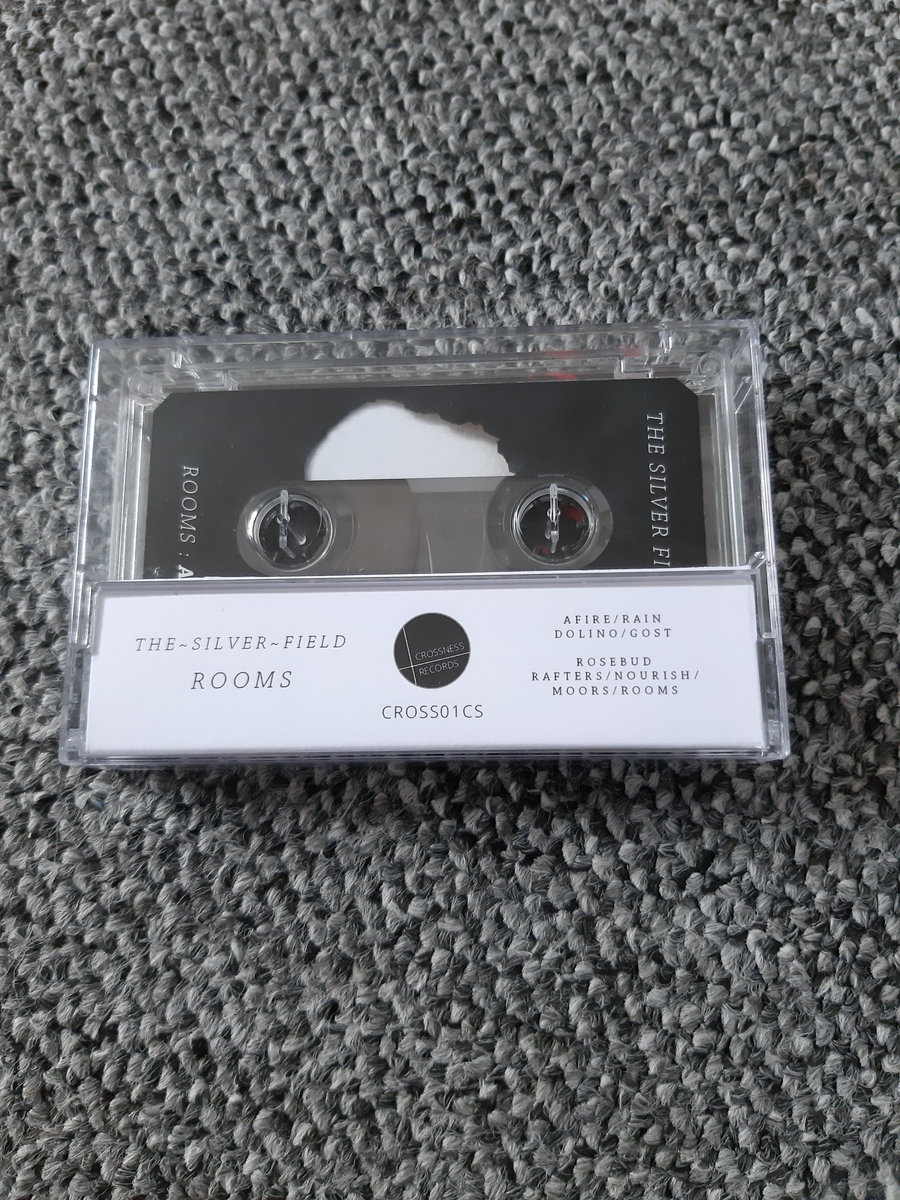 THE SILVER FI
ROOMS : A
THE~SILVER~FIELD
ROOMS
CROSSNESS
RECORDS
CROSS01CS
AFIRE/RAIN
DOLINO/GOST
ROSEBUD
RAFTERS/NOURISH/
MOORS/ROOMS